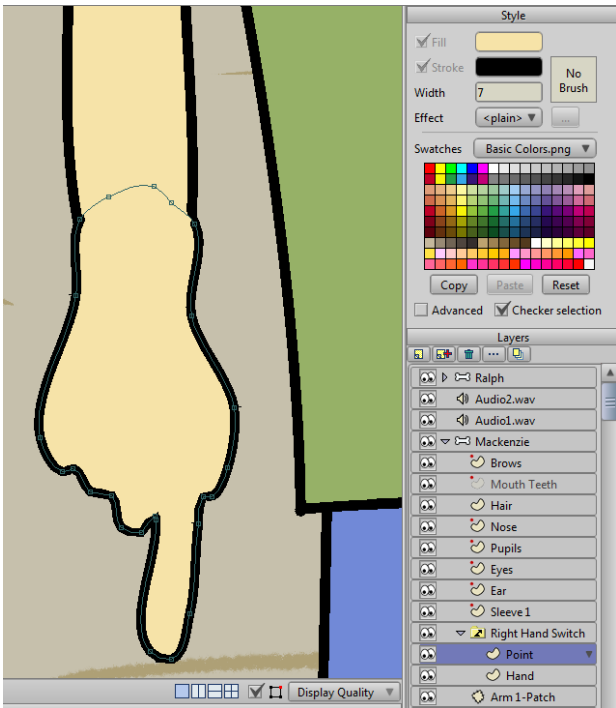 Style
Fill
Stroke
No
Brush
Width
7
Effect
<plain>
...
Swatches
Basic Colors.png
Copy
Paste
Reset
Advanced
Checker selection
Layers
Ralph
Audio2.wav
Audio1.wav
Mackenzie
Brows
Mouth Teeth
Hair
Nose
Pupils
Eyes
Ear
Sleeve 1
Right Hand Switch
Point
Hand
Arm 1-Patch
Display Quality